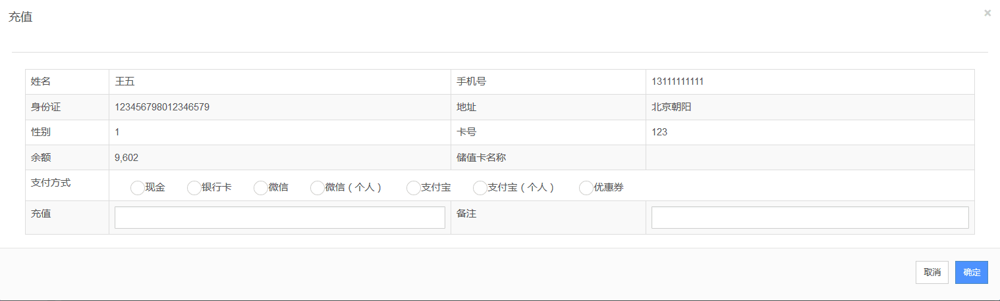 充值
×
姓名 王五 手机号 13111111111
身份证 123456798012346579 地址 北京朝阳
性别 1 卡号 123
余额 9,602 储值卡名称
支付方式 现金 银行卡 微信 微信（个人） 支付宝 支付宝（个人） 优惠券
充值 备注
取消 确定